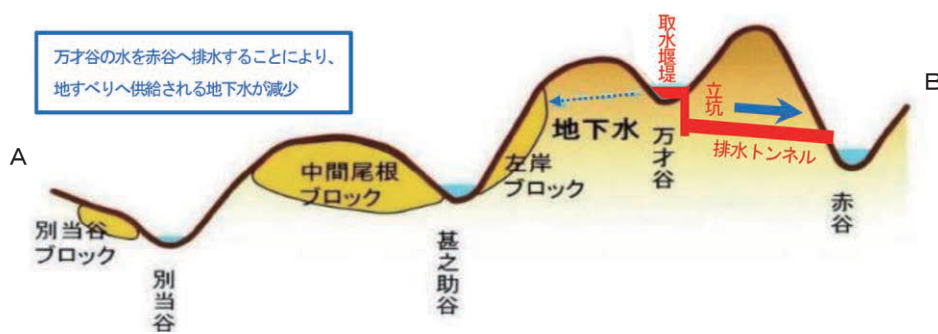 万才谷の水を赤谷へ排水することにより、
地すべりへ供給される地下水が減少
取水堰堤
立坑
B
地下水
排水トンネル
万才谷
A
中間尾根
ブロック
左岸
ブロック
赤谷
別当谷
ブロック
甚之助谷
別当谷